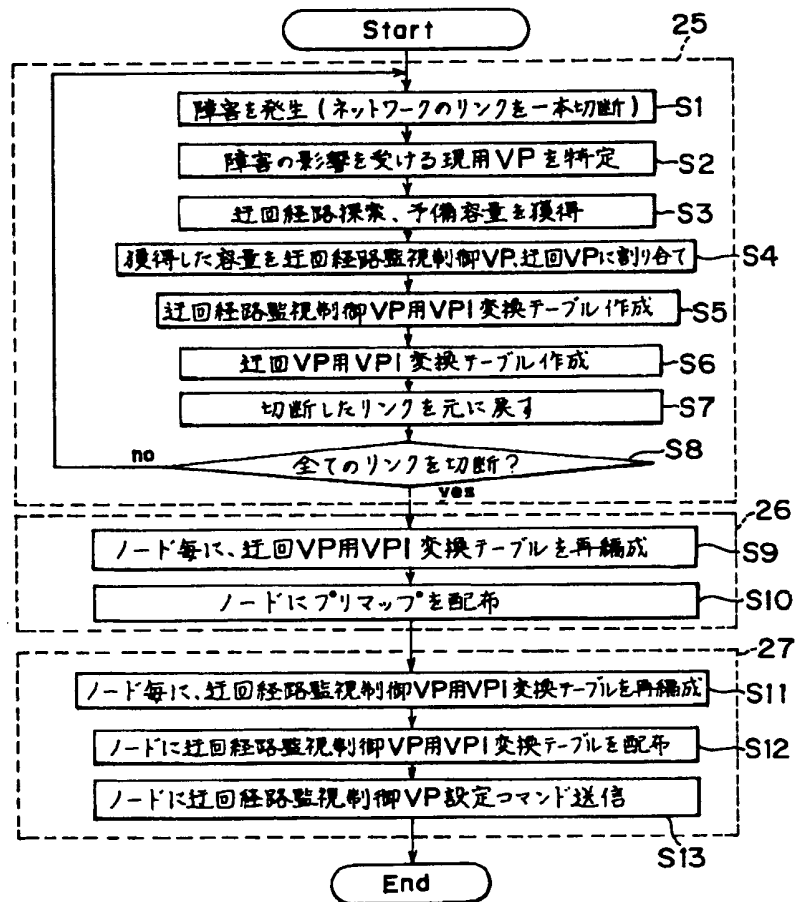 Start
25
障害を発生(ネットワークのリンクを一本切断)
S1
障害の影響を受ける現用VPを特定
S2
迂回経路探索、予備容量を獲得
S3
獲得した容量を迂回経路監視制御VP、迂回VPに割り合て
S4
迂回経路監視制御VP用VPI変換テーブル作成
S5
迂回VP用VPI変換テーブル作成
S6
切断したリンクを元に戻す
S7
no
全てのリンクを切断?
S8
yes
26
ノード毎に、迂回VP用VPI変換テーブルを再編成
S9
ノードにプリマップを配布
S10
27
ノード毎に、迂回経路監視制御VP用VPI変換テーブルを再編成
S11
ノードに迂回経路監視制御VP用VPI変換テーブルを配布
S12
ノードに迂回経路監視制御VP設定コマンド送信
S13
End